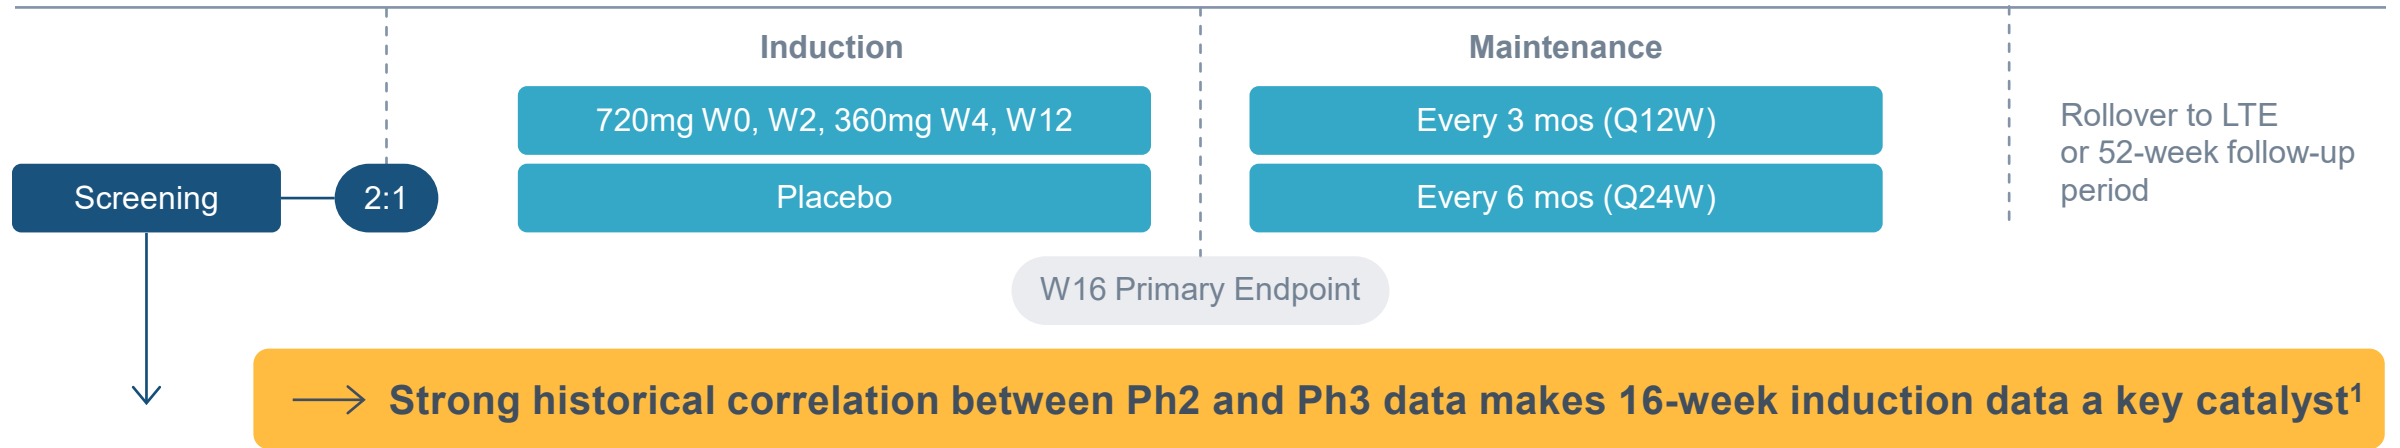 Induction
Maintenance
720mg W0, W2, 360mg W4, W12
Every 3 mos (Q12W)
Rollover to LTE
or 52-week follow-up
period
Screening
2:1
Placebo
Every 6 mos (Q24W)
W16 Primary Endpoint
Strong historical correlation between Ph2 and Ph3 data makes 16-week induction data a key catalyst¹